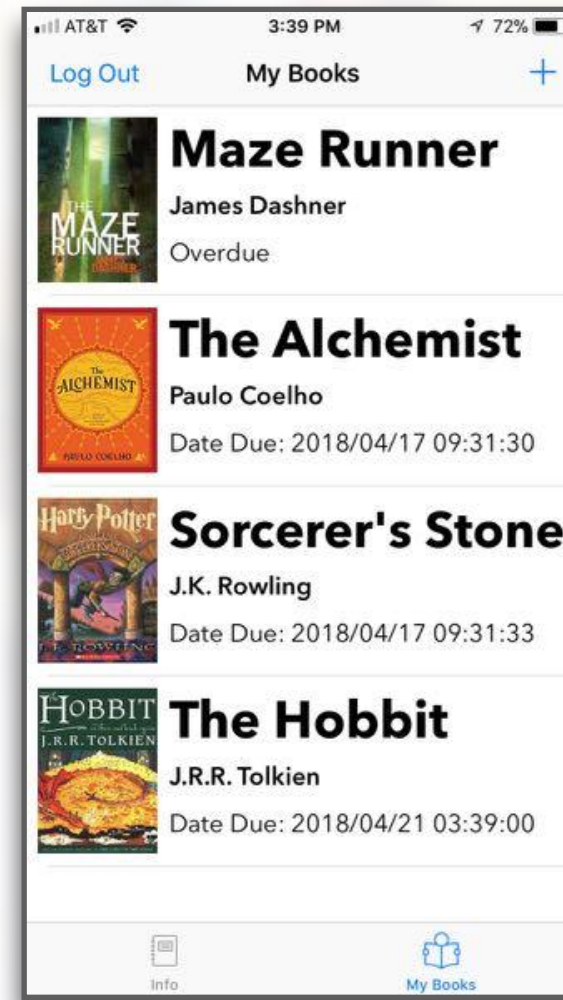 AT&T 3:39 PM 72%
Log Out My Books +
THE
MAZE
RUNNER
JAMES
DASHNER
Maze Runner
James Dashner
Overdue
The
ALCHEMIST
PAULO COELHO
The Alchemist
Paulo Coelho
Date Due: 2018/04/17 09:31:30
Harry Potter
J.K. ROWLING
Sorcerer's Stone
J.K. Rowling
Date Due: 2018/04/17 09:31:33
The
HOBBIT
J.R.R. TOLKIEN
The Hobbit
J.R.R. Tolkien
Date Due: 2018/04/21 03:39:00
Info My Books